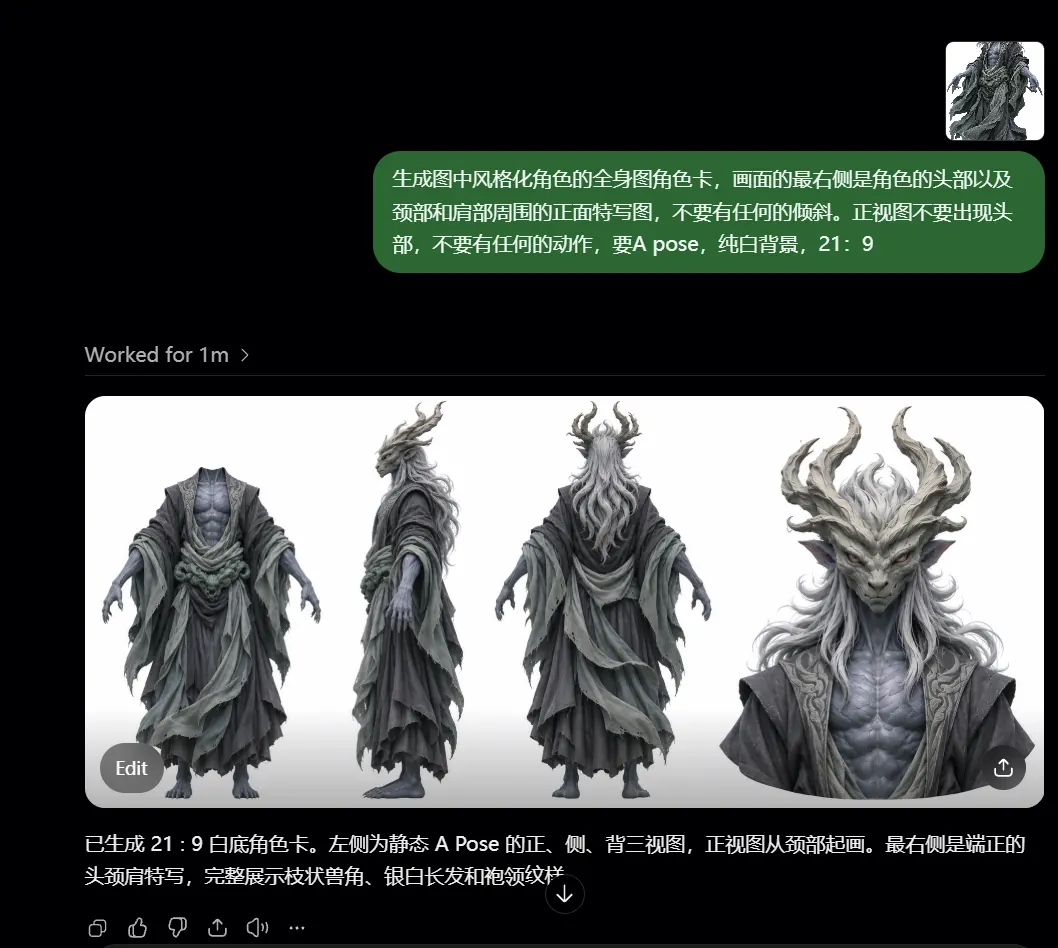 生成图中风格化角色的全身图角色卡，画面的最右侧是角色的头部以及
颈部和肩部周围的正面特写图，不要有任何的倾斜。正视图不要出现头
部，不要有任何的动作，要A pose，纯白背景，21：9
Worked for 1m
Edit
已生成 21 : 9 白底角色卡。左侧为静态 A Pose 的正、侧、背三视图，正视图从颈部起画。最右侧是端正的
头颈肩特写，完整展示枝状兽角、银白长发和袍领纹样